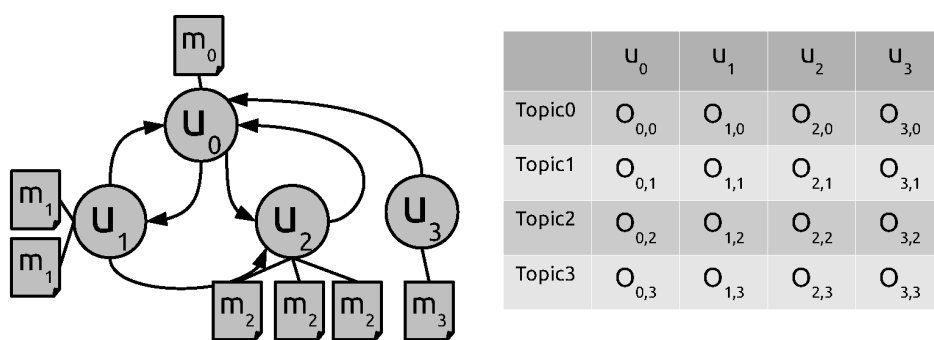 m₀
u₀
m₁
m₁
u₁
u₂
u₃
m₂ m₂ m₂ m₃
u₀ u₁ u₂ u₃
Topic0 O₀,₀ O₁,₀ O₂,₀ O₃,₀
Topic1 O₀,₁ O₁,₁ O₂,₁ O₃,₁
Topic2 O₀,₂ O₁,₂ O₂,₂ O₃,₂
Topic3 O₀,₃ O₁,₃ O₂,₃ O₃,₃